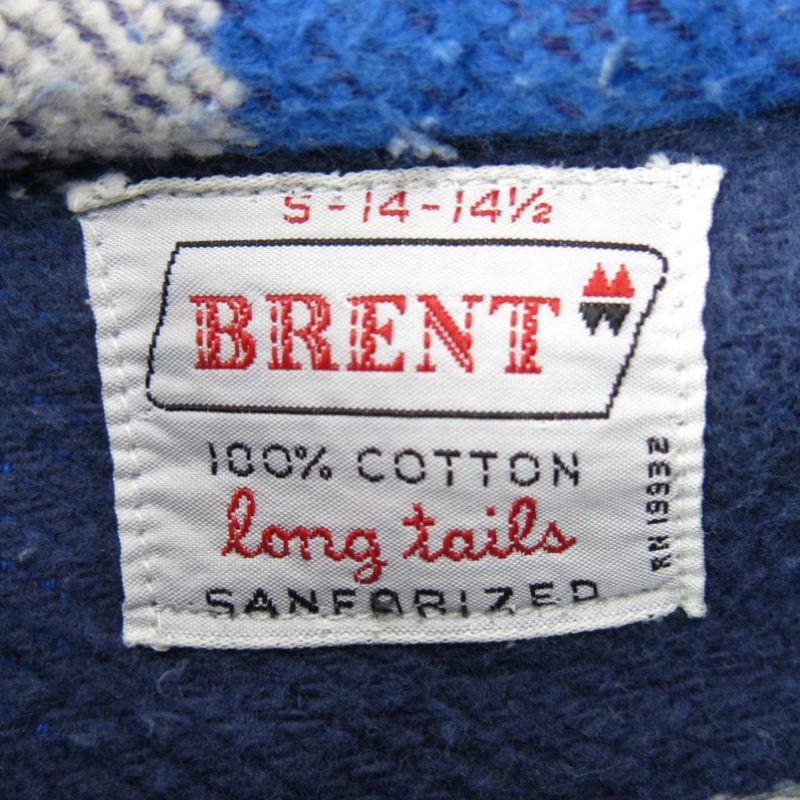 S-14-14½
BRENT
100% COTTON
long tails
SANFORIZED
RN 19932